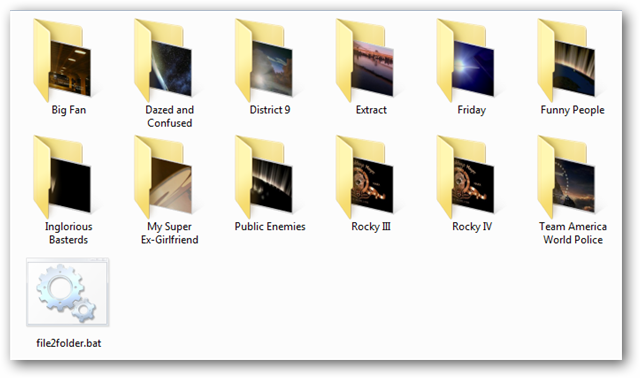 Big Fan
Dazed and
Confused
District 9
Extract
Friday
Funny People
Inglorious
Basterds
My Super
Ex-Girlfriend
Public Enemies
Rocky III
Rocky IV
Team America
World Police
file2folder.bat